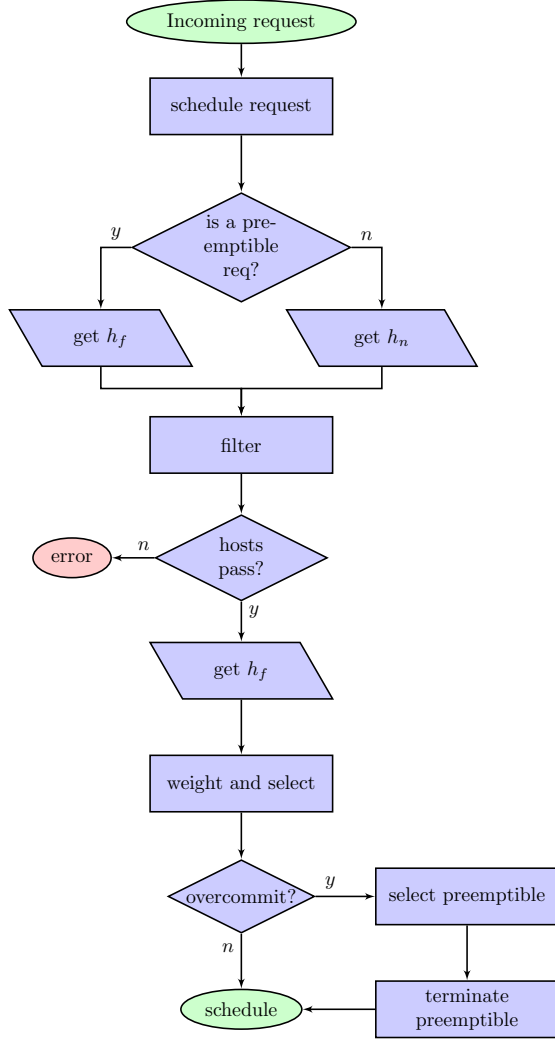 Incoming request
schedule request
is a pre-
emptible
req?
y
n
get h_f
get h_n
filter
hosts
pass?
n
error
y
get h_f
weight and select
overcommit?
y
select preemptible
n
schedule
terminate
preemptible